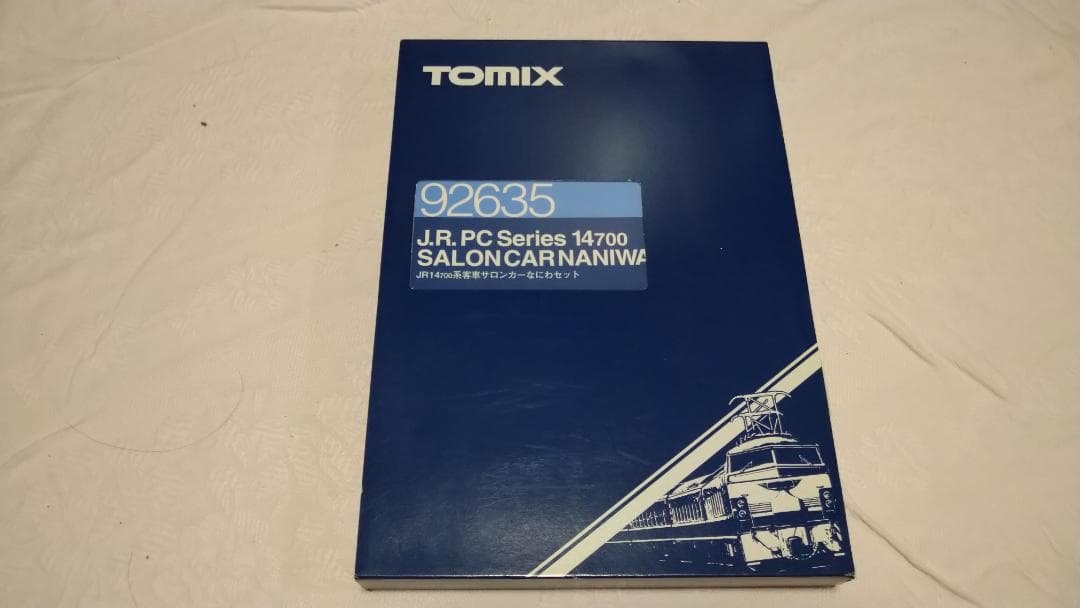 TOMIX
92635
J.R. PC Series 14700
SALON CAR NANIWA
JR14700系客車サロンカーなにわセット